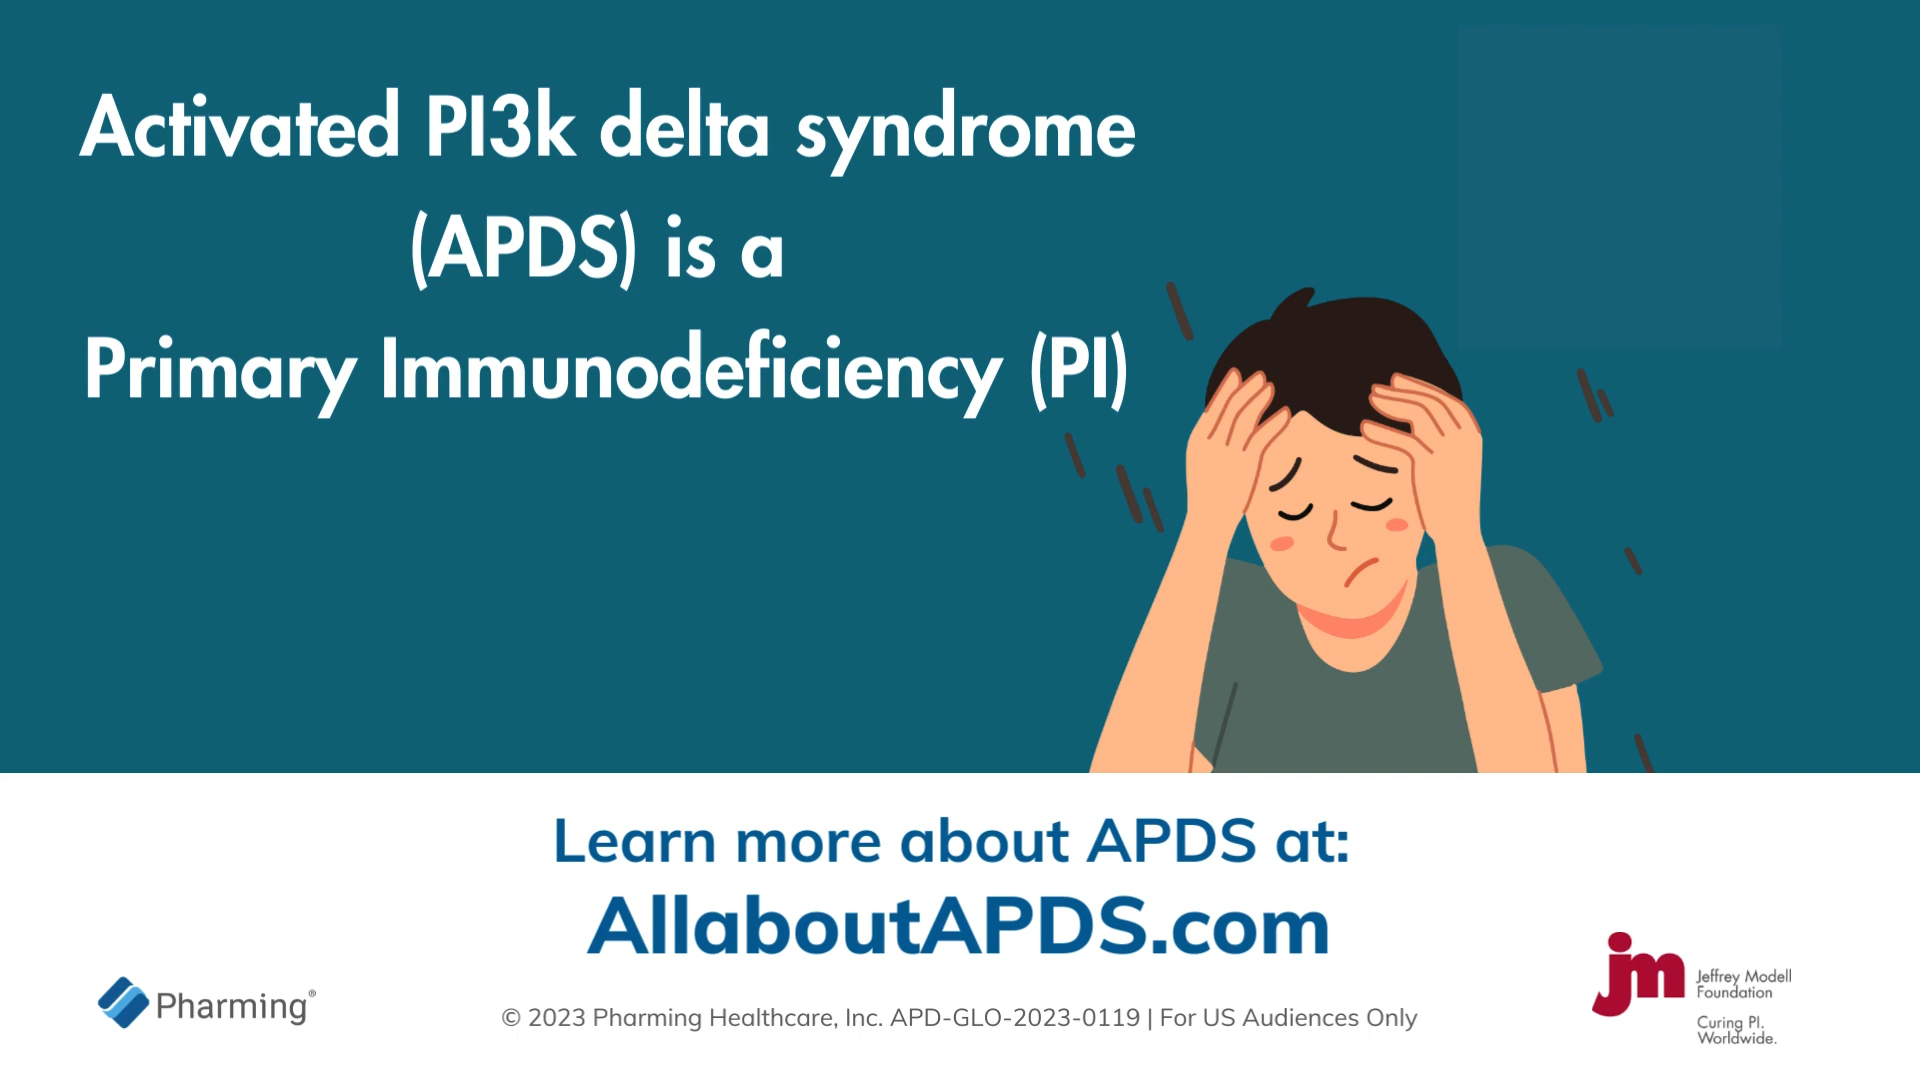 Activated PI3k delta syndrome
(APDS) is a
Primary Immunodeficiency (PI)
Learn more about APDS at:
AllaboutAPDS.com
Pharming®
© 2023 Pharming Healthcare, Inc. APD-GLO-2023-0119 | For US Audiences Only
jm
Jeffrey Modell
Foundation
Curing PI.
Worldwide.